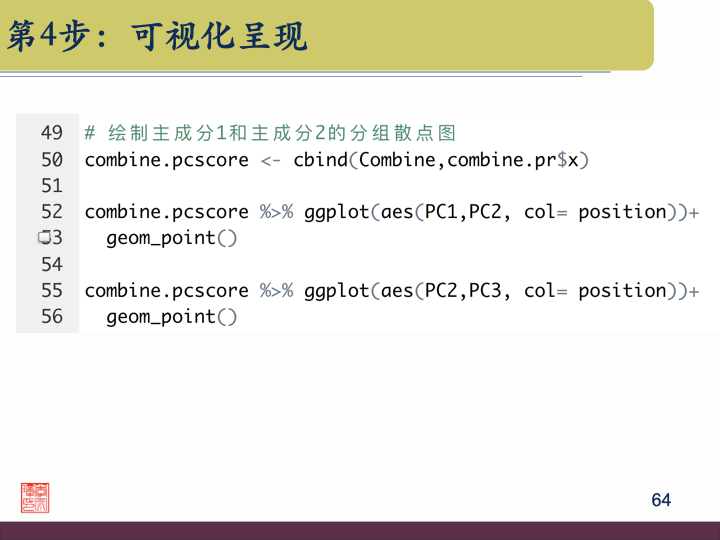 第4步：可视化呈现
49 # 绘制主成分1和主成分2的分组散点图
50 combine.pcscore <- cbind(Combine,combine.pr$x)
51
52 combine.pcscore %>% ggplot(aes(PC1,PC2, col= position))+
53 geom_point()
54
55 combine.pcscore %>% ggplot(aes(PC2,PC3, col= position))+
56 geom_point()
64